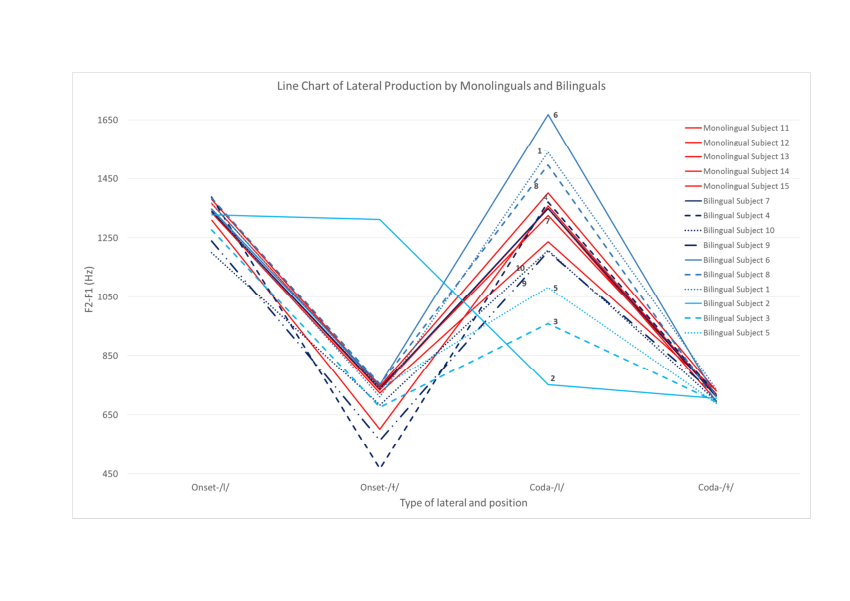 Line Chart of Lateral Production by Monolinguals and Bilinguals
F2-F1 (Hz)
1650
1450
1250
1050
850
650
450
6
1
8
4
7
10
9
5
3
2
Monolingual Subject 11
Monolingual Subject 12
Monolingual Subject 13
Monolingual Subject 14
Monolingual Subject 15
Bilingual Subject 7
Bilingual Subject 4
Bilingual Subject 10
Bilingual Subject 9
Bilingual Subject 6
Bilingual Subject 8
Bilingual Subject 1
Bilingual Subject 2
Bilingual Subject 3
Bilingual Subject 5
Onset-/l/ Onset-/ɫ/ Coda-/l/ Coda-/ɫ/
Type of lateral and position